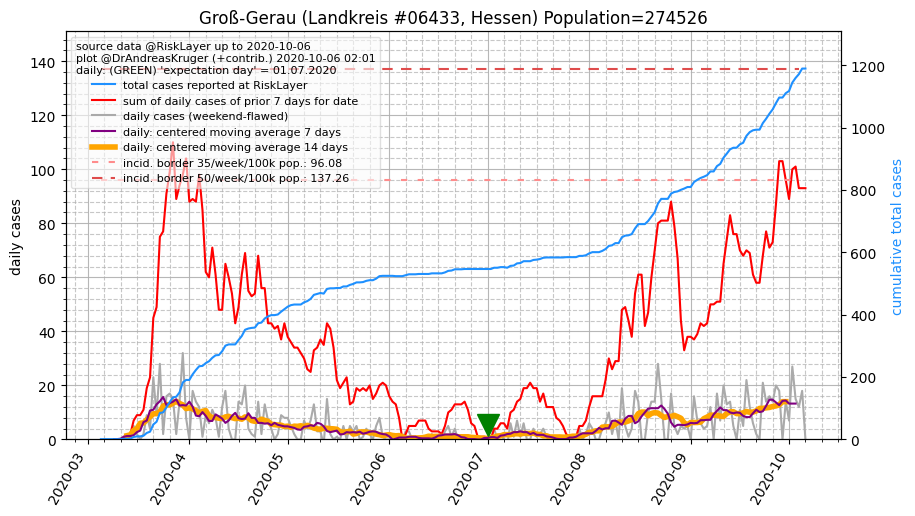 Groß-Gerau (Landkreis #06433, Hessen) Population=274526
source data @RiskLayer up to 2020-10-06
plot @DrAndreasKruger (+contrib.) 2020-10-06 02:01
daily: (GREEN) 'expectation day' = 01.07.2020
total cases reported at RiskLayer
sum of daily cases of prior 7 days for date
daily cases (weekend-flawed)
daily: centered moving average 7 days
daily: centered moving average 14 days
incid. border 35/week/100k pop.: 96.08
incid. border 50/week/100k pop.: 137.26
daily cases
140
120
100
80
60
40
20
0
cumulative total cases
1200
1000
800
600
400
200
0
2020-03
2020-04
2020-05
2020-06
2020-07
2020-08
2020-09
2020-10